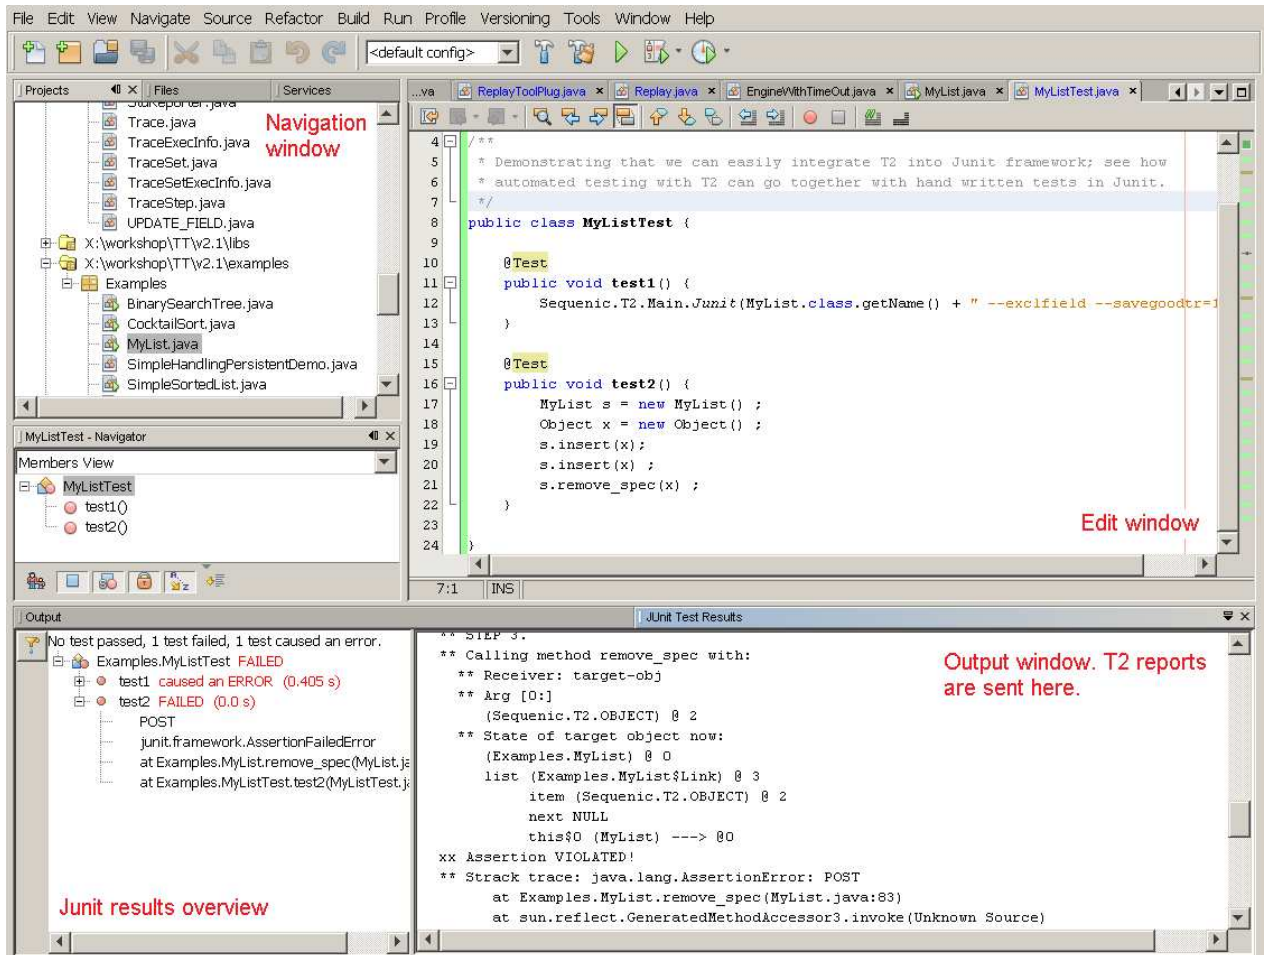 File Edit View Navigate Source Refactor Build Run Profile Versioning Tools Window Help
<default config>
Projects
Files
Services
Trace.java
TraceExecInfo.java
TraceSet.java
TraceSetExecInfo.java
TraceStep.java
UPDATE_FIELD.java
X:\workshop\TT\v2.1\libs
X:\workshop\TT\v2.1\examples
Examples
BinarySearchTree.java
CocktailSort.java
MyList.java
SimpleHandlingPersistentDemo.java
SimpleSortedList.java
Navigation
window
MyListTest - Navigator
Members View
MyListTest
test1()
test2()
...va ReplayToolPlug.java × Replay.java × EngineWithTimeOut.java × MyList.java × MyListTest.java ×
4 /**
5 * Demonstrating that we can easily integrate T2 into Junit framework; see how
6 * automated testing with T2 can go together with hand written tests in Junit.
7 */
8 public class MyListTest {
9
10 @Test
11 public void test1() {
12 Sequenic.T2.Main.Junit(MyList.class.getName() + " --exclfield --savegoodtr=1
13 }
14
15 @Test
16 public void test2() {
17 MyList s = new MyList() ;
18 Object x = new Object() ;
19 s.insert(x);
20 s.insert(x) ;
21 s.remove_spec(x) ;
22 }
23
24 }
Edit window
7:1 INS
Output
No test passed, 1 test failed, 1 test caused an error.
Examples.MyListTest FAILED
test1 caused an ERROR (0.405 s)
test2 FAILED (0.0 s)
POST
junit.framework.AssertionFailedError
at Examples.MyList.remove_spec(MyList.ja
at Examples.MyListTest.test2(MyListTest.j
Junit results overview
JUnit Test Results
** STEP 3.
** Calling method remove_spec with:
** Receiver: target-obj
** Arg [0:]
(Sequenic.T2.OBJECT) @ 2
** State of target object now:
(Examples.MyList) @ 0
list (Examples.MyList$Link) @ 3
item (Sequenic.T2.OBJECT) @ 2
next NULL
this$0 (MyList) ---> @0
xx Assertion VIOLATED!
** Strack trace: java.lang.AssertionError: POST
at Examples.MyList.remove_spec(MyList.java:83)
at sun.reflect.GeneratedMethodAccessor3.invoke(Unknown Source)
Output window. T2 reports
are sent here.